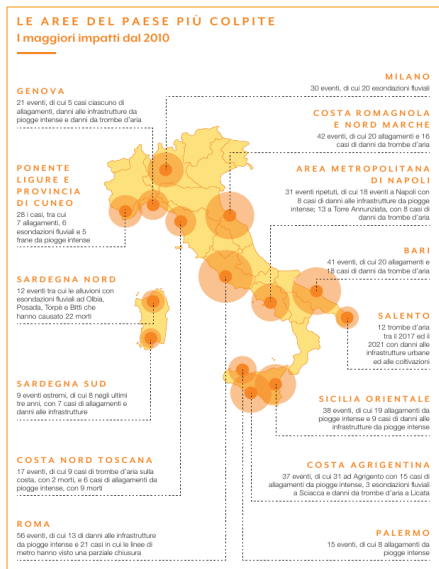 LE AREE DEL PAESE PIÙ COLPITE
I maggiori impatti dal 2010
GENOVA
21 eventi, di cui 5 casi ciascuno di
allagamenti, danni alle infrastrutture da
piogge intense e danni da trombe d'aria
PONENTE
LIGURE E
PROVINCIA
DI CUNEO
28 i casi, tra cui
7 allagamenti, 6
esondazioni fluviali e 5
frane da piogge intense
SARDEGNA NORD
12 eventi tra cui le alluvioni con
esondazioni fluviali ad Olbia,
Posada, Torpè e Bitti che
hanno causato 22 morti
SARDEGNA SUD
9 eventi estremi, di cui 8 negli ultimi
tre anni, con 7 casi di allagamenti e
danni alle infrastrutture
COSTA NORD TOSCANA
17 eventi, di cui 9 casi di trombe d'aria sulla
costa, con 2 morti, e 6 casi di allagamenti da
piogge intense, con 9 morti
ROMA
56 eventi, di cui 13 di danni alle infrastrutture
da piogge intense e 21 casi in cui le linee di
metro hanno visto una parziale chiusura
MILANO
30 eventi, di cui 20 esondazioni fluviali
COSTA ROMAGNOLA
E NORD MARCHE
42 eventi, di cui 20 allagamenti e 16
casi di danni da trombe d'aria
AREA METROPOLITANA
DI NAPOLI
31 eventi ripetuti, di cui 18 eventi a Napoli con
8 casi di danni alle infrastrutture da piogge
intense; 13 a Torre Annunziata, con 8 casi di
danni da trombe d'aria
BARI
41 eventi, di cui 20 allagamenti e
18 casi di danni da trombe d'aria
SALENTO
12 trombe d'aria
tra il 2017 ed il
2021 con danni alle
infrastrutture urbane
ed alle coltivazioni
SICILIA ORIENTALE
38 eventi, di cui 19 allagamenti da
piogge intense e 9 casi di danni alle
infrastrutture da piogge intense
COSTA AGRIGENTINA
37 eventi, di cui 31 ad Agrigento con 15 casi di
allagamenti da piogge intense, 3 esondazioni fluviali
a Sciacca e danni da trombe d'aria a Licata
PALERMO
15 eventi, di cui 8 allagamenti da
piogge intense